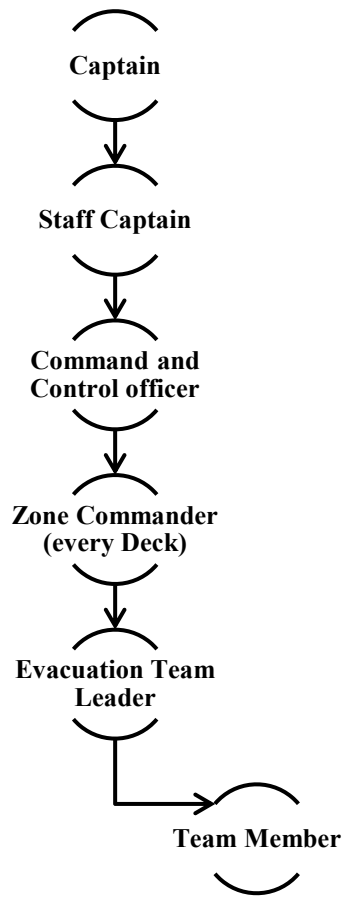 Captain
Staff Captain
Command and
Control officer
Zone Commander
(every Deck)
Evacuation Team
Leader
Team Member